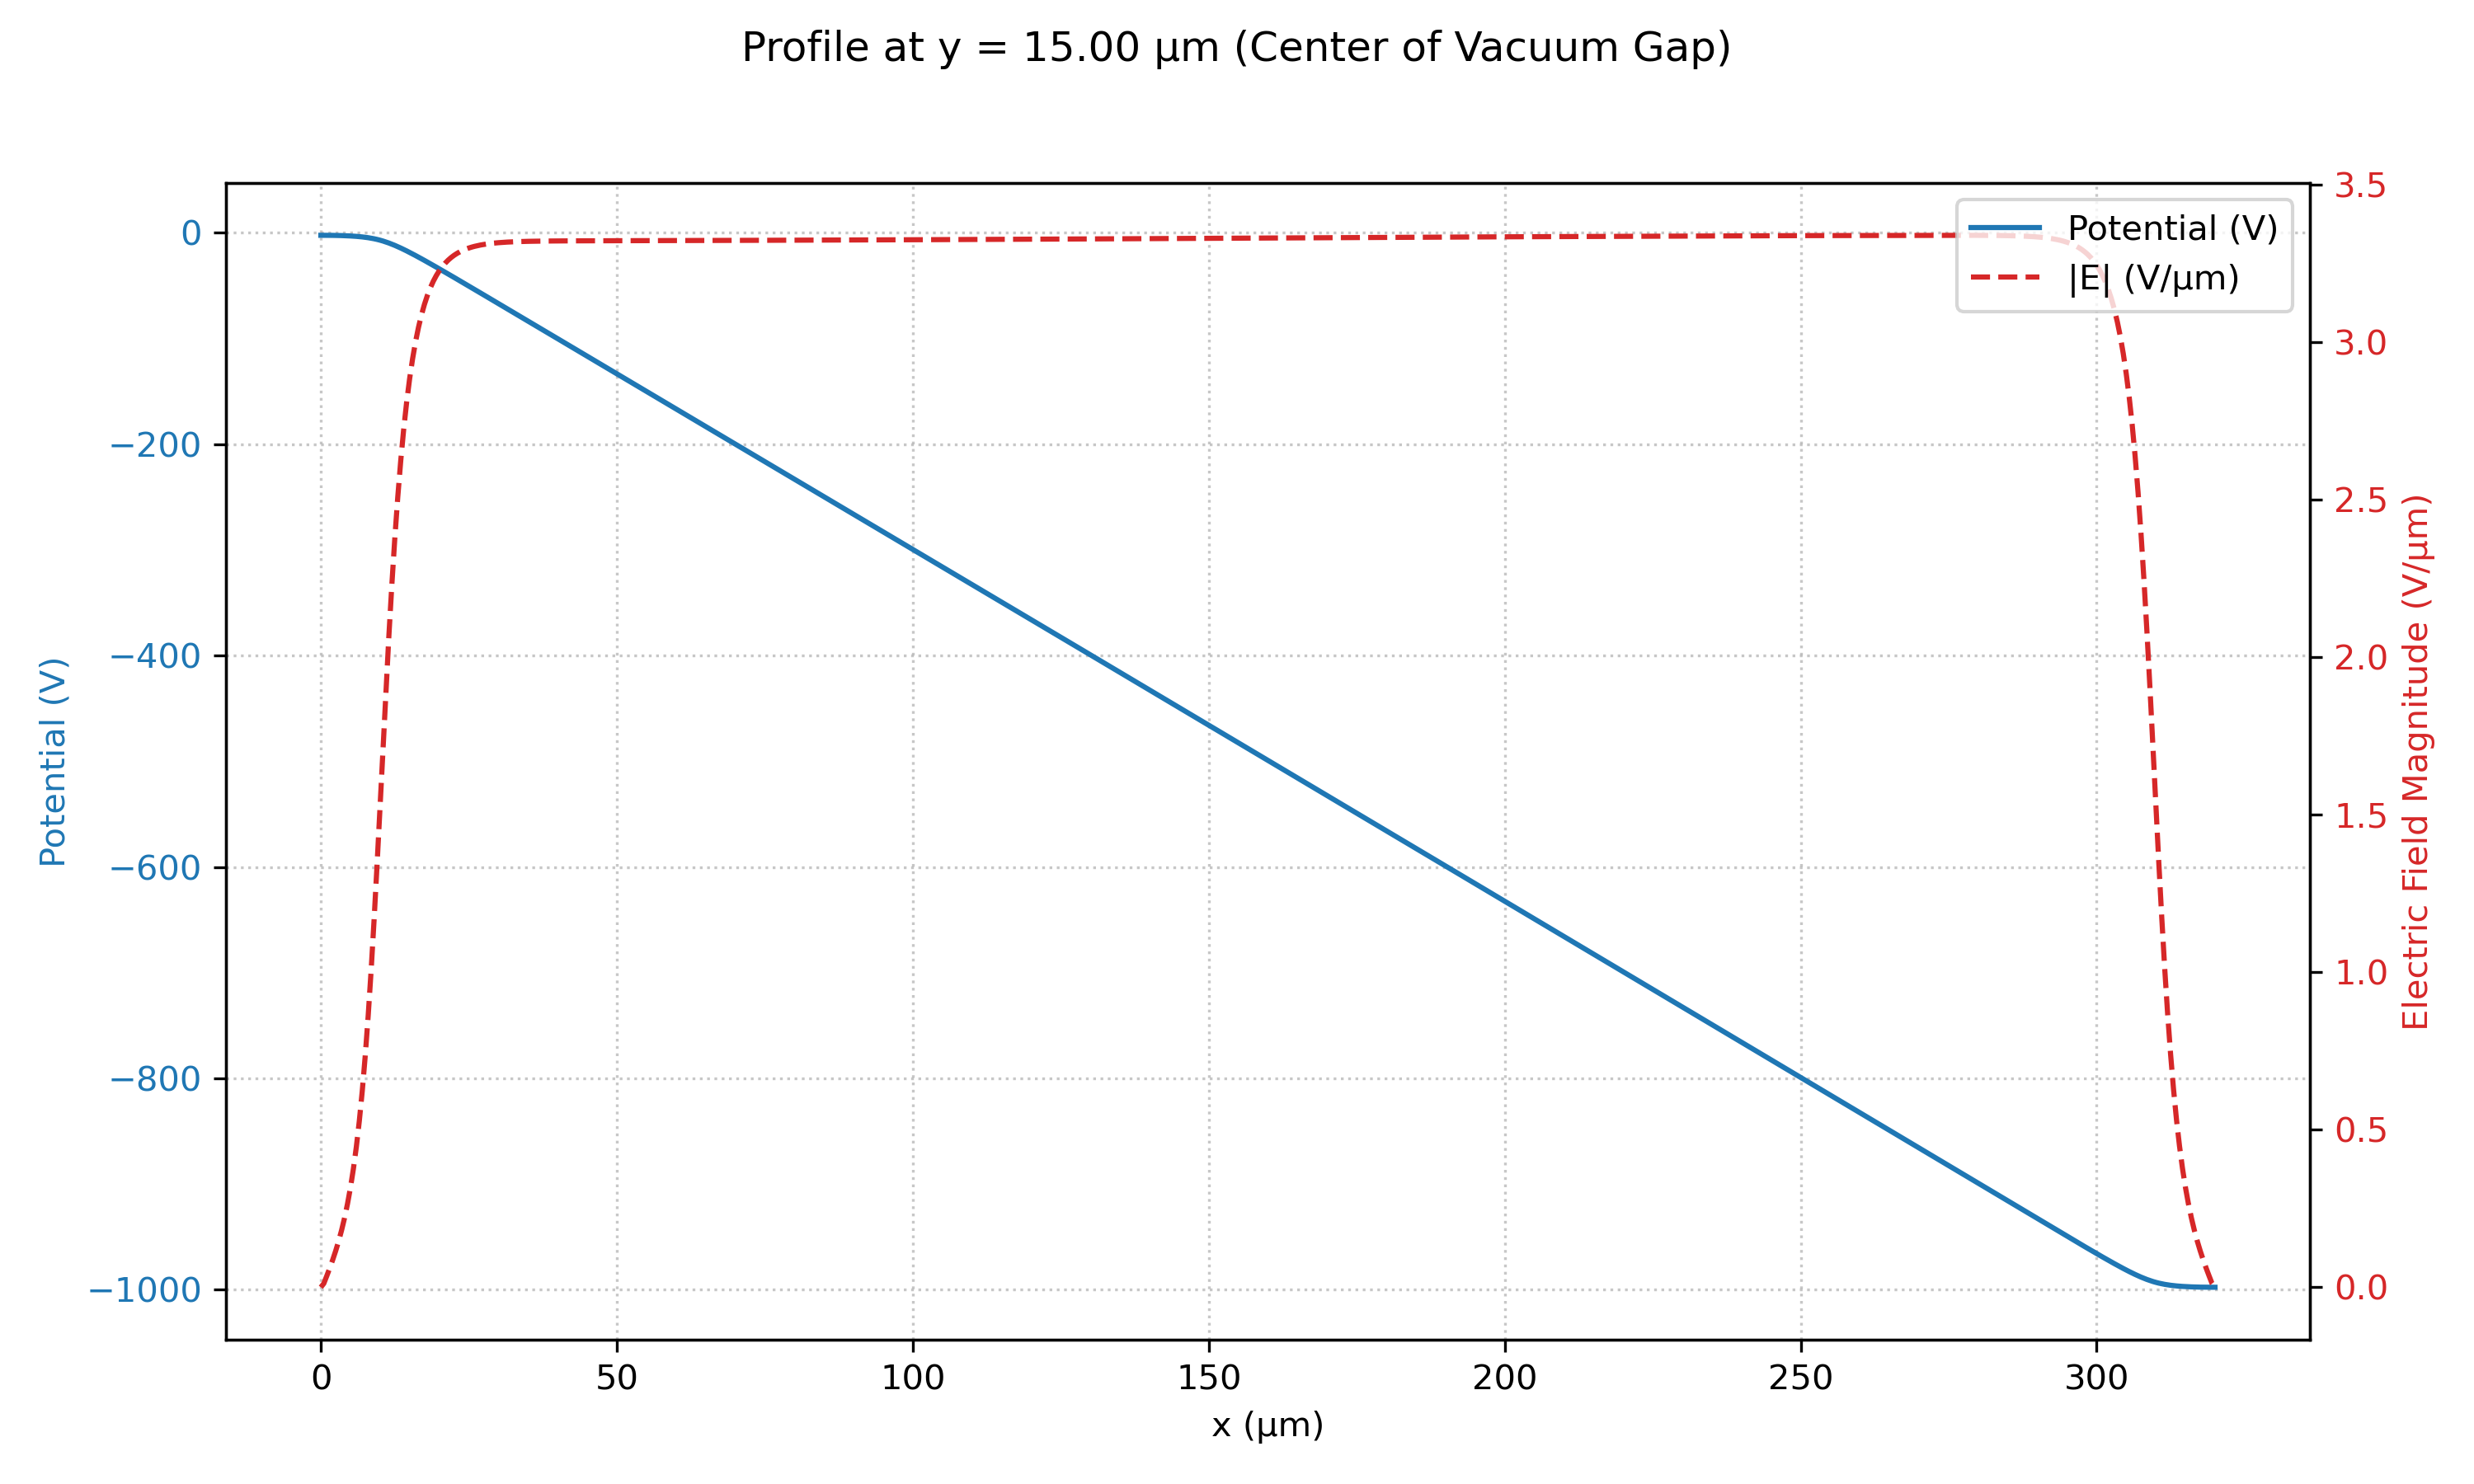 Profile at y = 15.00 μm (Center of Vacuum Gap)
Potential (V)
0
−200
−400
−600
−800
−1000
Potential (V)
|E| (V/μm)
3.5
3.0
2.5
2.0
1.5
1.0
0.5
0.0
Electric Field Magnitude (V/μm)
0 50 100 150 200 250 300
x (μm)